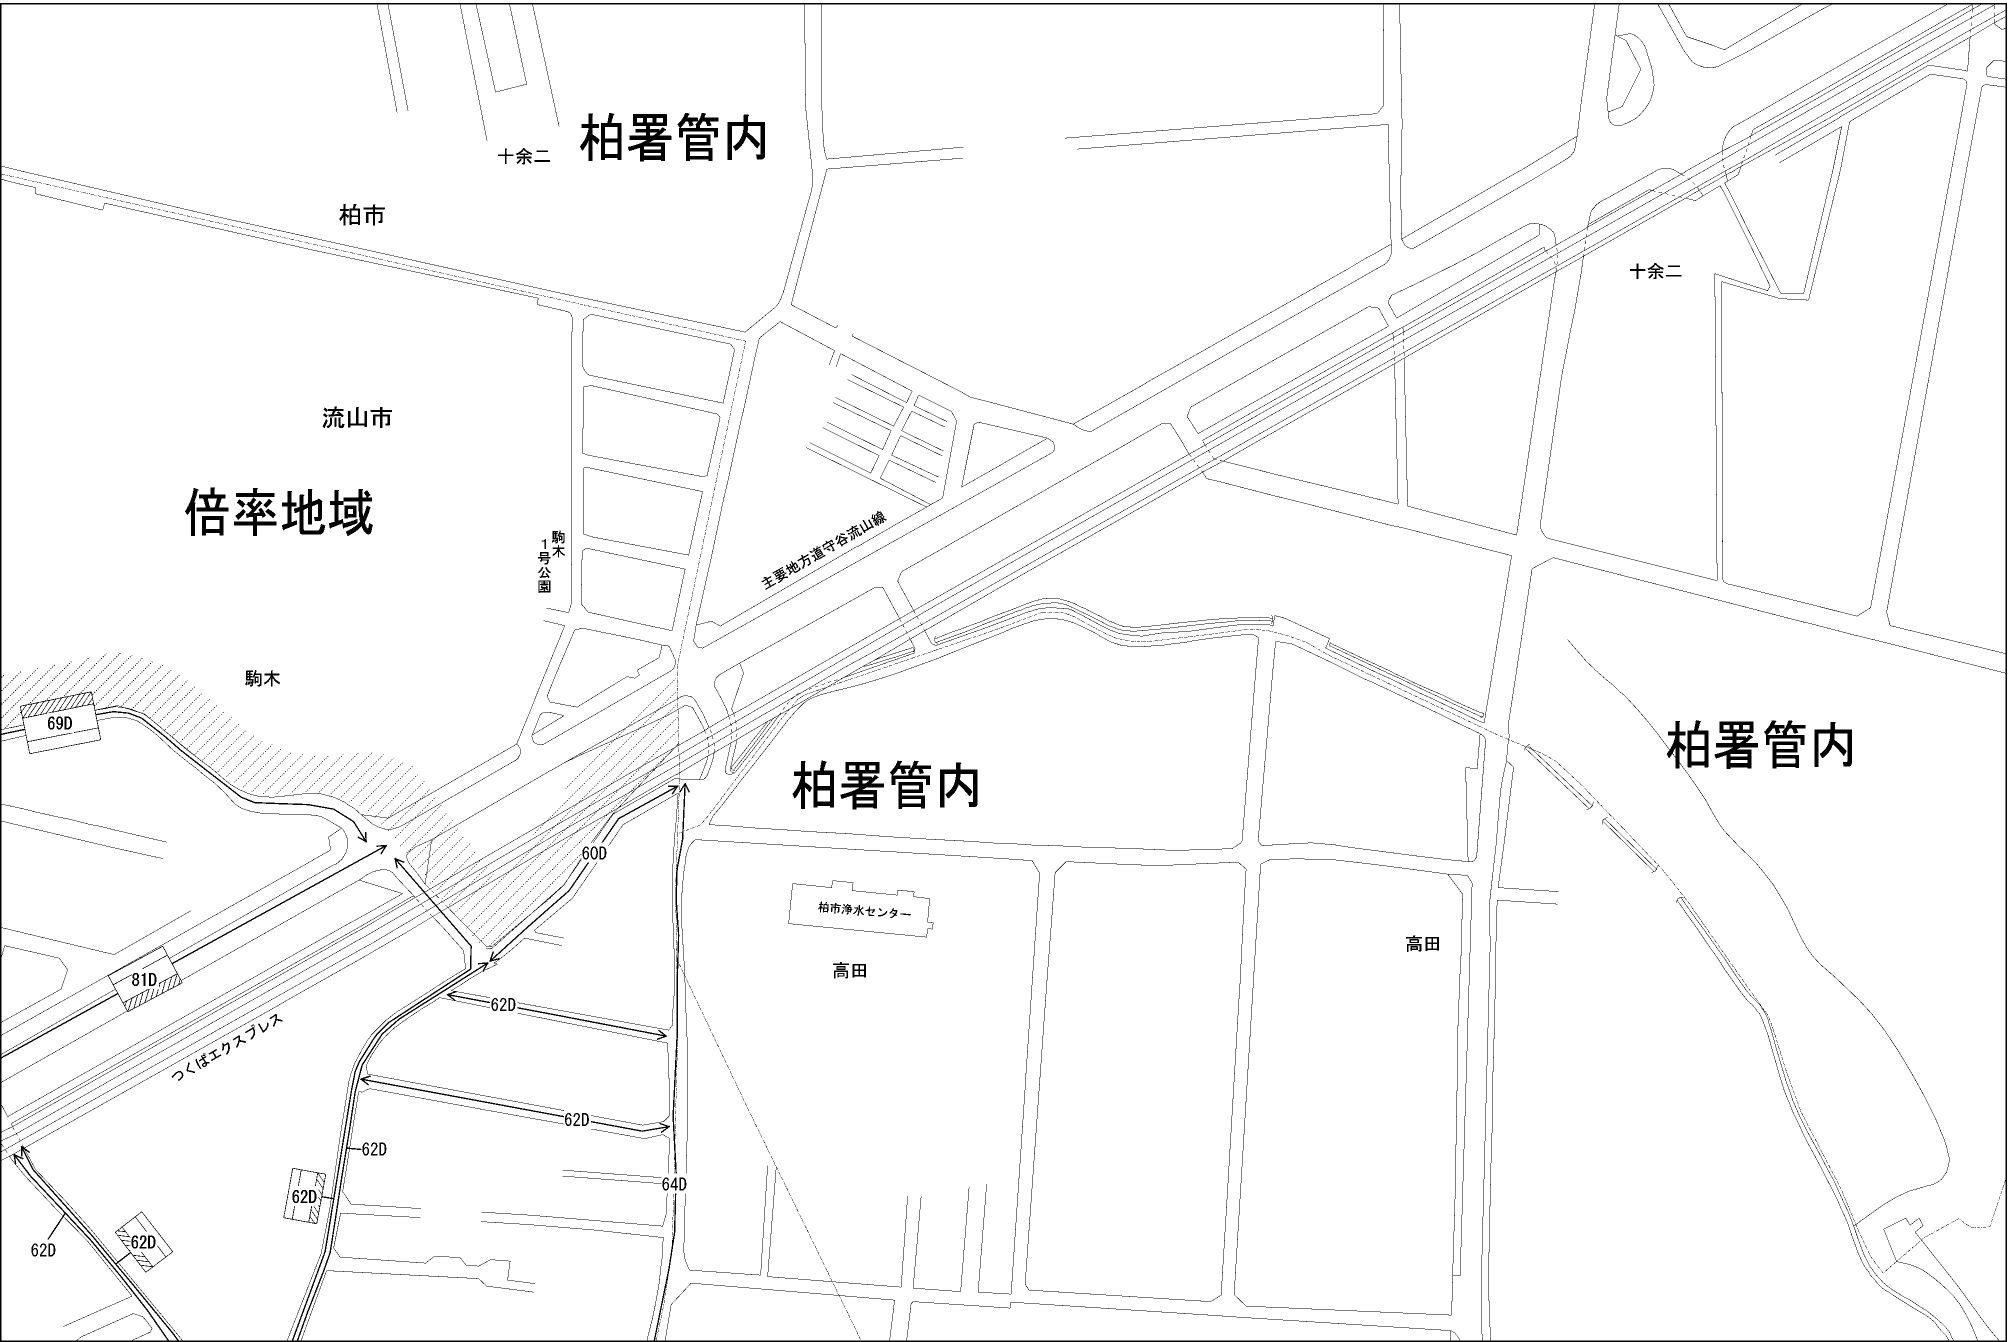 柏署管内
十余二
柏市
十余二
流山市
倍率地域
駒木
1号公園
主要地方道守谷流山線
駒木
69D
柏署管内
柏署管内
60D
柏市浄水センター
高田
高田
81D
62D
つくばエクスプレス
62D
62D
64D
62D
62D
62D